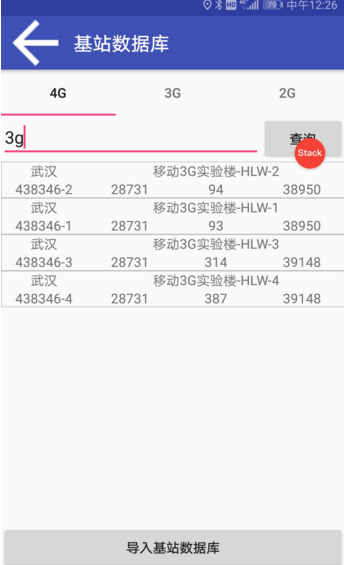 HD 4G 79 中午12:26
基站数据库
4G 3G 2G
3g 查询
Stack
武汉 移动3G实验楼-HLW-2
438346-2 28731 94 38950
武汉 移动3G实验楼-HLW-1
438346-1 28731 93 38950
武汉 移动3G实验楼-HLW-3
438346-3 28731 314 39148
武汉 移动3G实验楼-HLW-4
438346-4 28731 387 39148
导入基站数据库